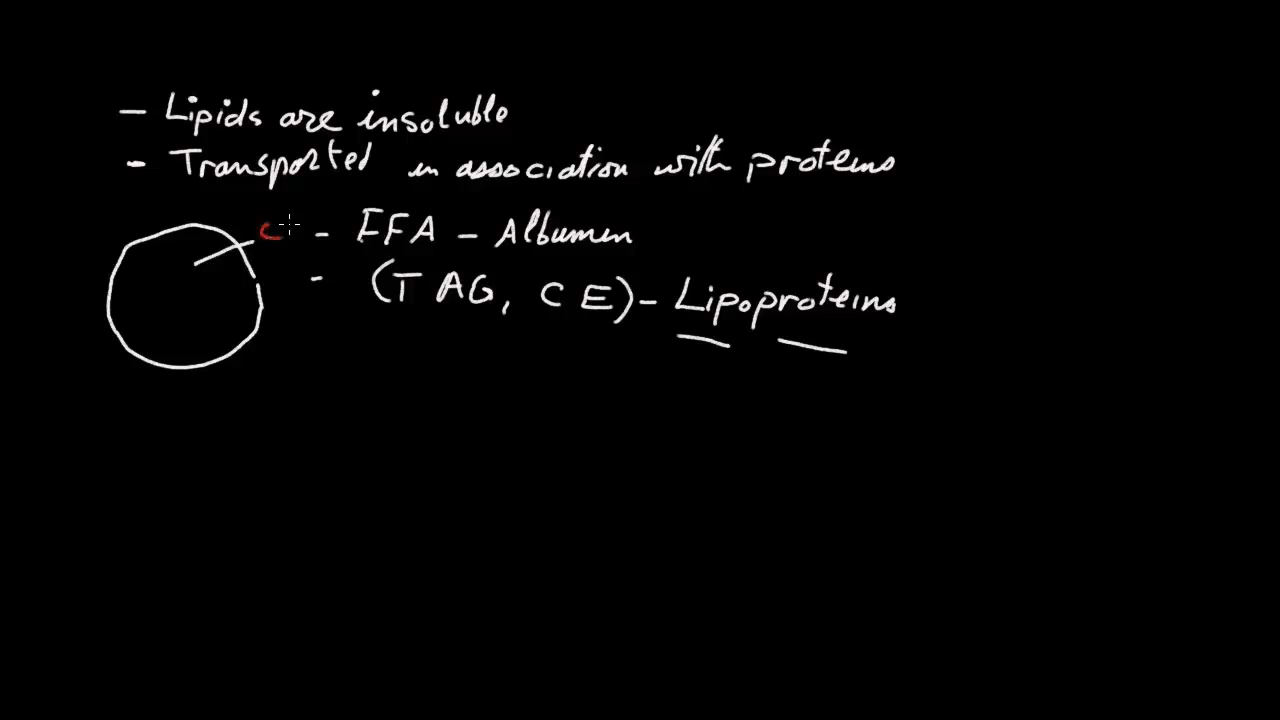 - Lipids are insoluble
- Transported in association with proteins
C - FFA - Albumen
- (TAG, CE) - Lipoproteins